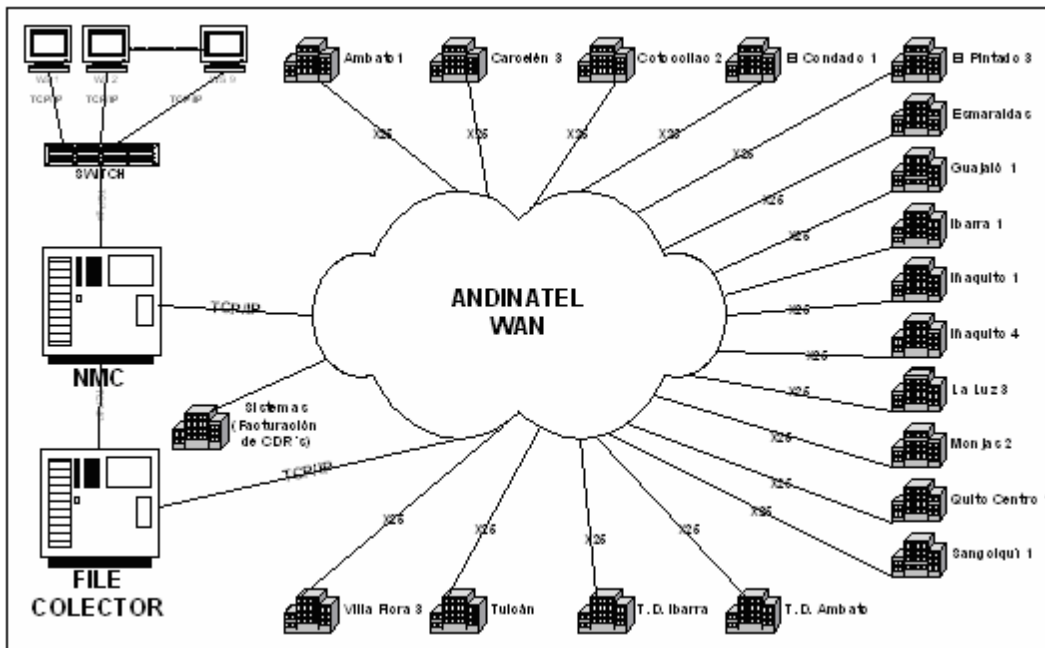 Ambato 1
Carcelén 3
Cotocollao 2
El Condado 1
El Pintado 3
TCP/IP
TCP/IP
TCP/IP
Esmeraldas
SWITCH
X25
X25
X25
X25
X25
X25
Guajaló 1
X25
Ibarra 1
ANDINATEL
WAN
Iñaquito 1
TCP/IP
X25
Iñaquito 4
X25
NMC
La Luz 3
X25
Sistemas
(Facturación
de CDR's)
Monjas 2
X25
TCP/IP
Quito Centro
X25
X25
X25
X25
X25
X25
Sangolquí 1
FILE
COLECTOR
Villa Flora 3
Tulcán
T.D. Ibarra
T.D. Ambato